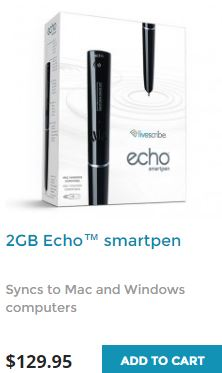 livescribe
echo
smartpen
2GB Echo™ smartpen
Syncs to Mac and Windows
computers
$129.95
ADD TO CART